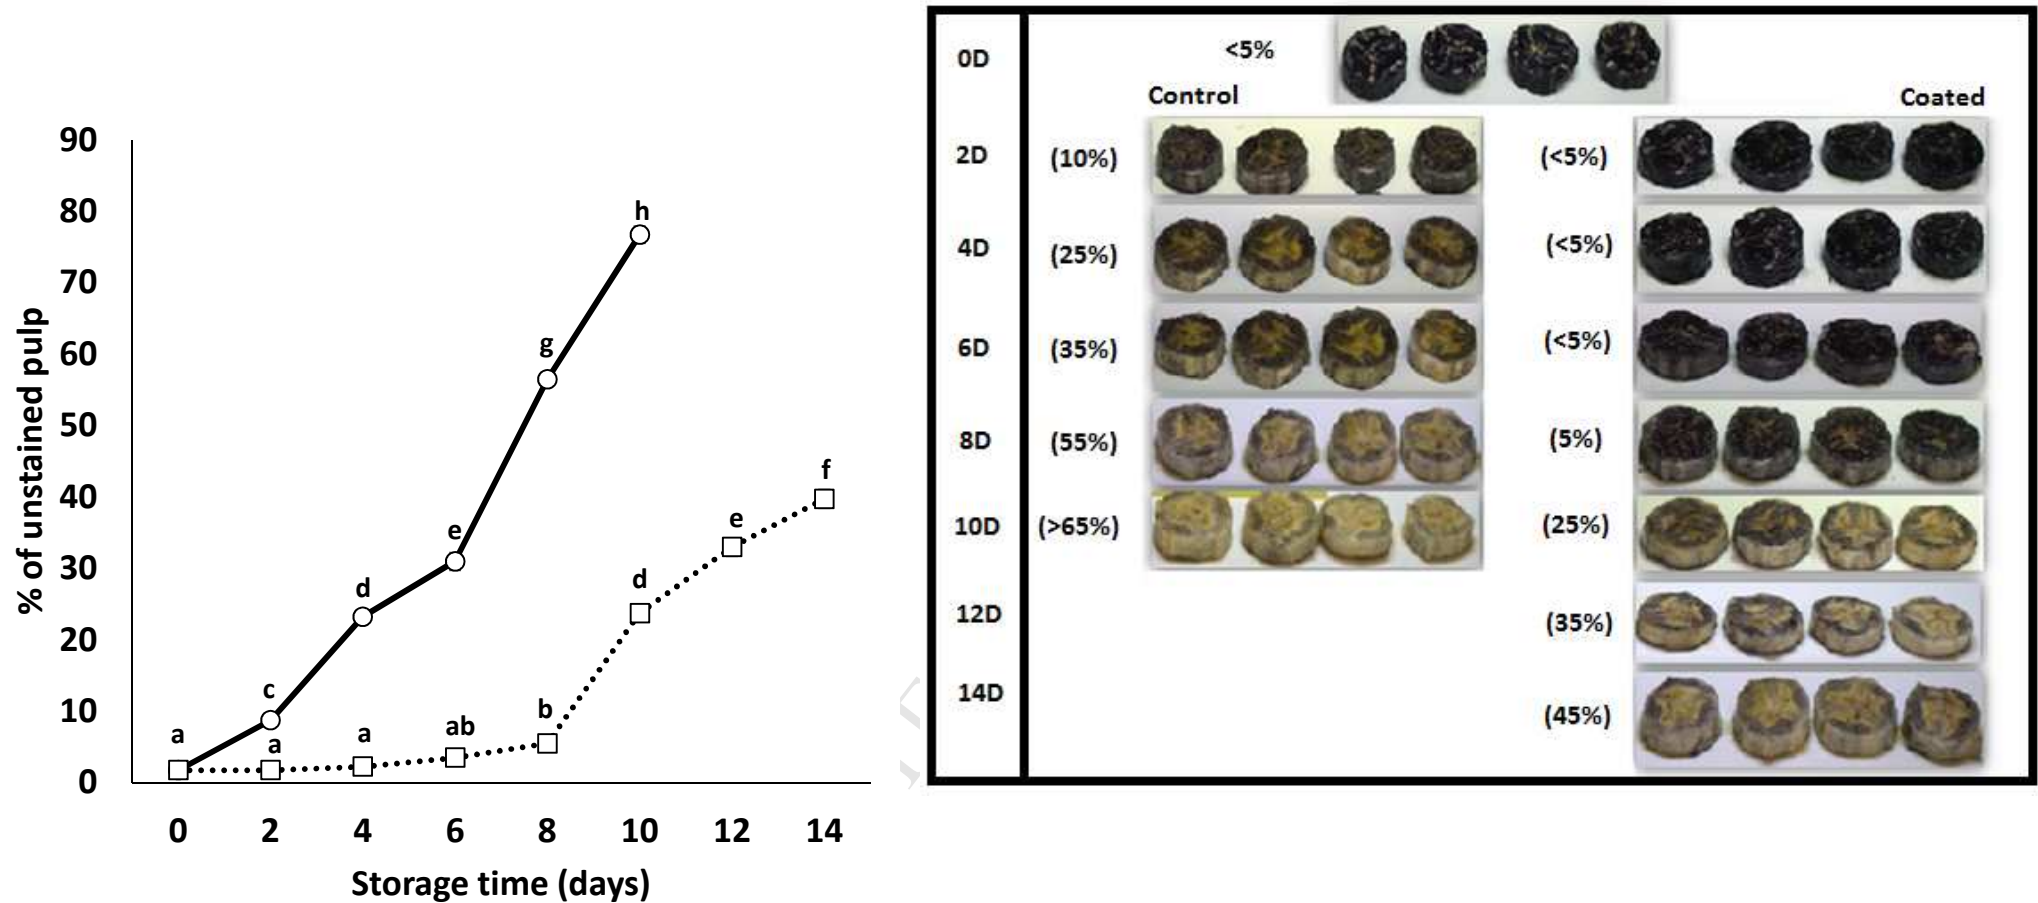 90
80
70
60
50
40
30
20
10
0
% of unstained pulp
a
c
d
e
g
h
a
a
ab
b
d
e
f
0 2 4 6 8 10 12 14
Storage time (days)
0D <5%
Control Coated
2D (10%) (<5%)
4D (25%) (<5%)
6D (35%) (<5%)
8D (55%) (5%)
10D (>65%) (25%)
12D (35%)
14D (45%)